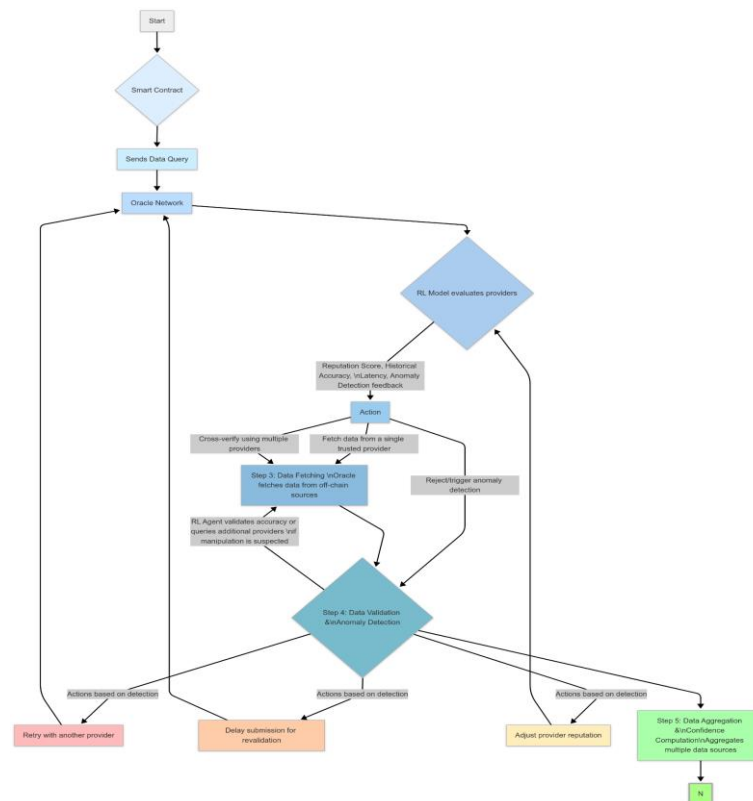 Start
Smart Contract
Sends Data Query
Oracle Network
RL Model evaluates providers
Reputation Score, Historical
Accuracy, \nLatency, Anomaly
Detection feedback
Action
Cross-verify using multiple
providers
Fetch data from a single
trusted provider
Step 3: Data Fetching \nOracle
fetches data from off-chain
sources
Reject/trigger anomaly
detection
RL Agent validates accuracy or
queries additional providers \nif
manipulation is suspected
Step 4: Data Validation
&\nAnomaly Detection
Actions based on detection
Actions based on detection
Actions based on detection
Retry with another provider
Delay submission for
revalidation
Adjust provider reputation
Step 5: Data Aggregation
&\nConfidence
Computation\nAggregates
multiple data sources
N